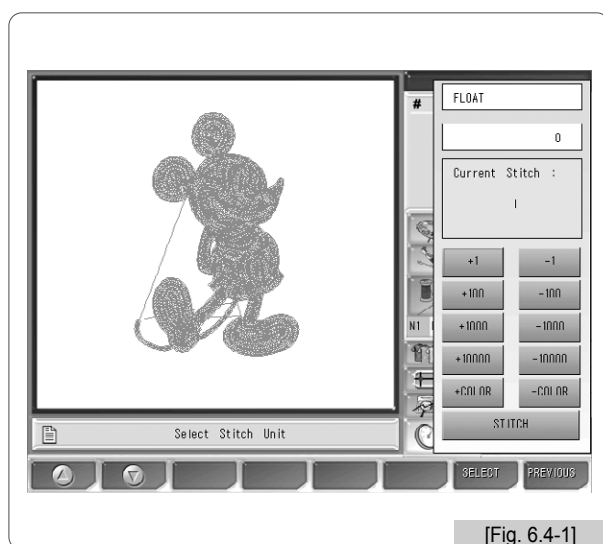 #
FLOAT
0
Current Stitch :
1
+1 -1
+100 -100
+1000 -1000
+10000 -10000
+COLOR -COLOR
STITCH
N1
Select Stitch Unit
SELECT PREVIOUS
[Fig. 6.4-1]